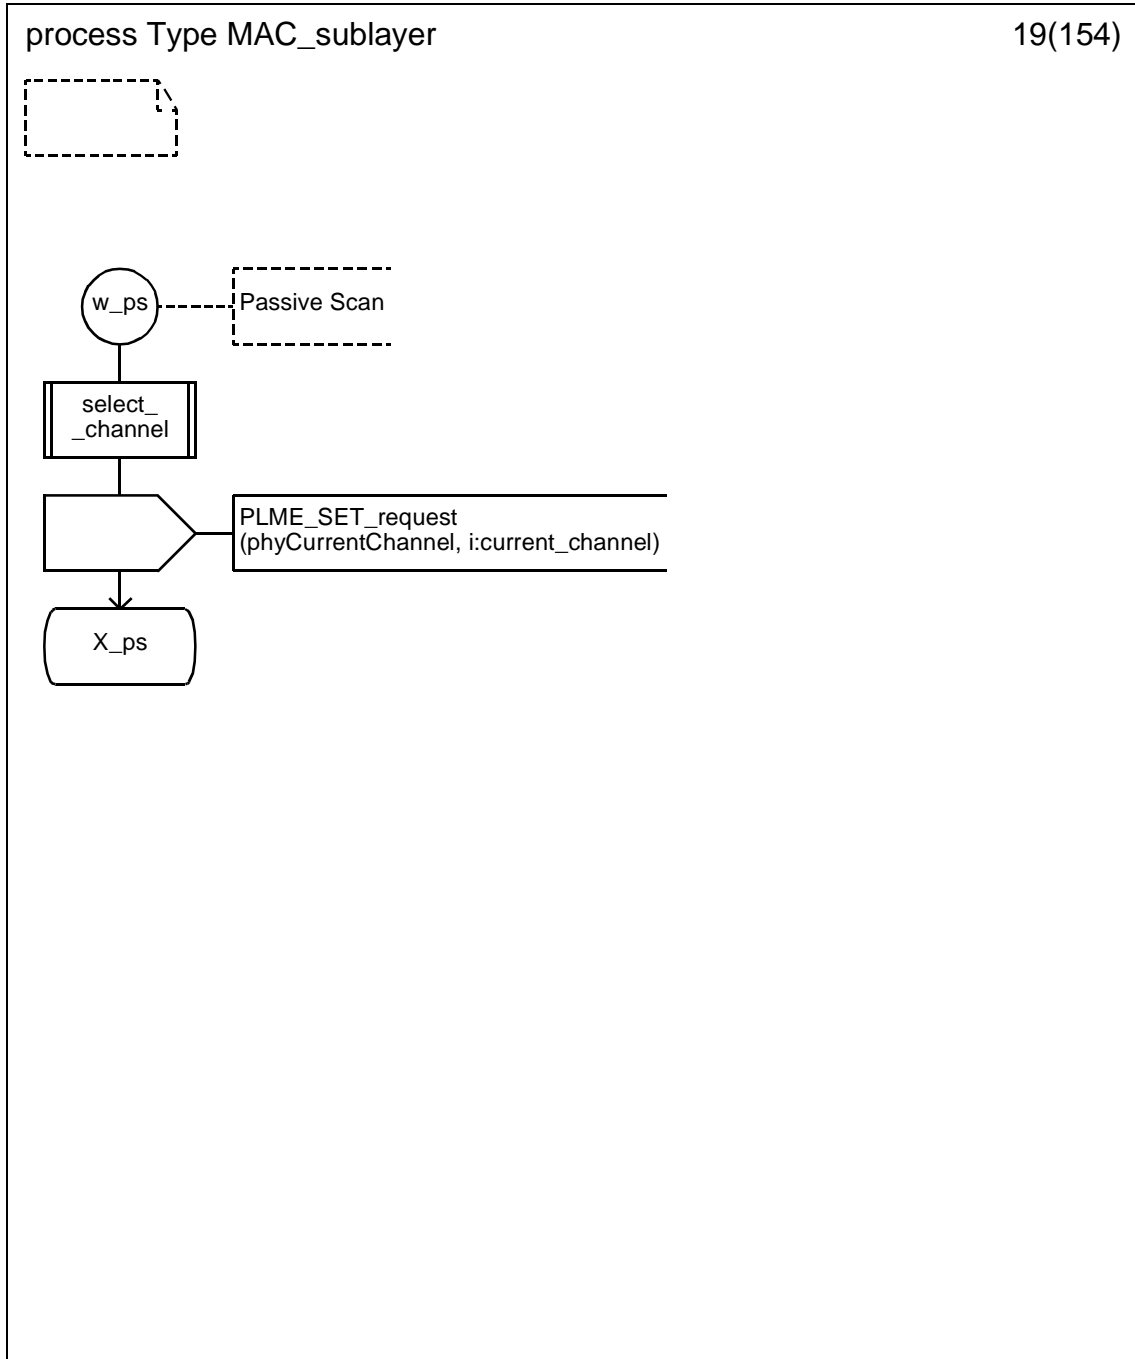 process Type MAC_sublayer 19(154)
w_ps
Passive Scan
select_
_channel
PLME_SET_request
(phyCurrentChannel, i:current_channel)
X_ps